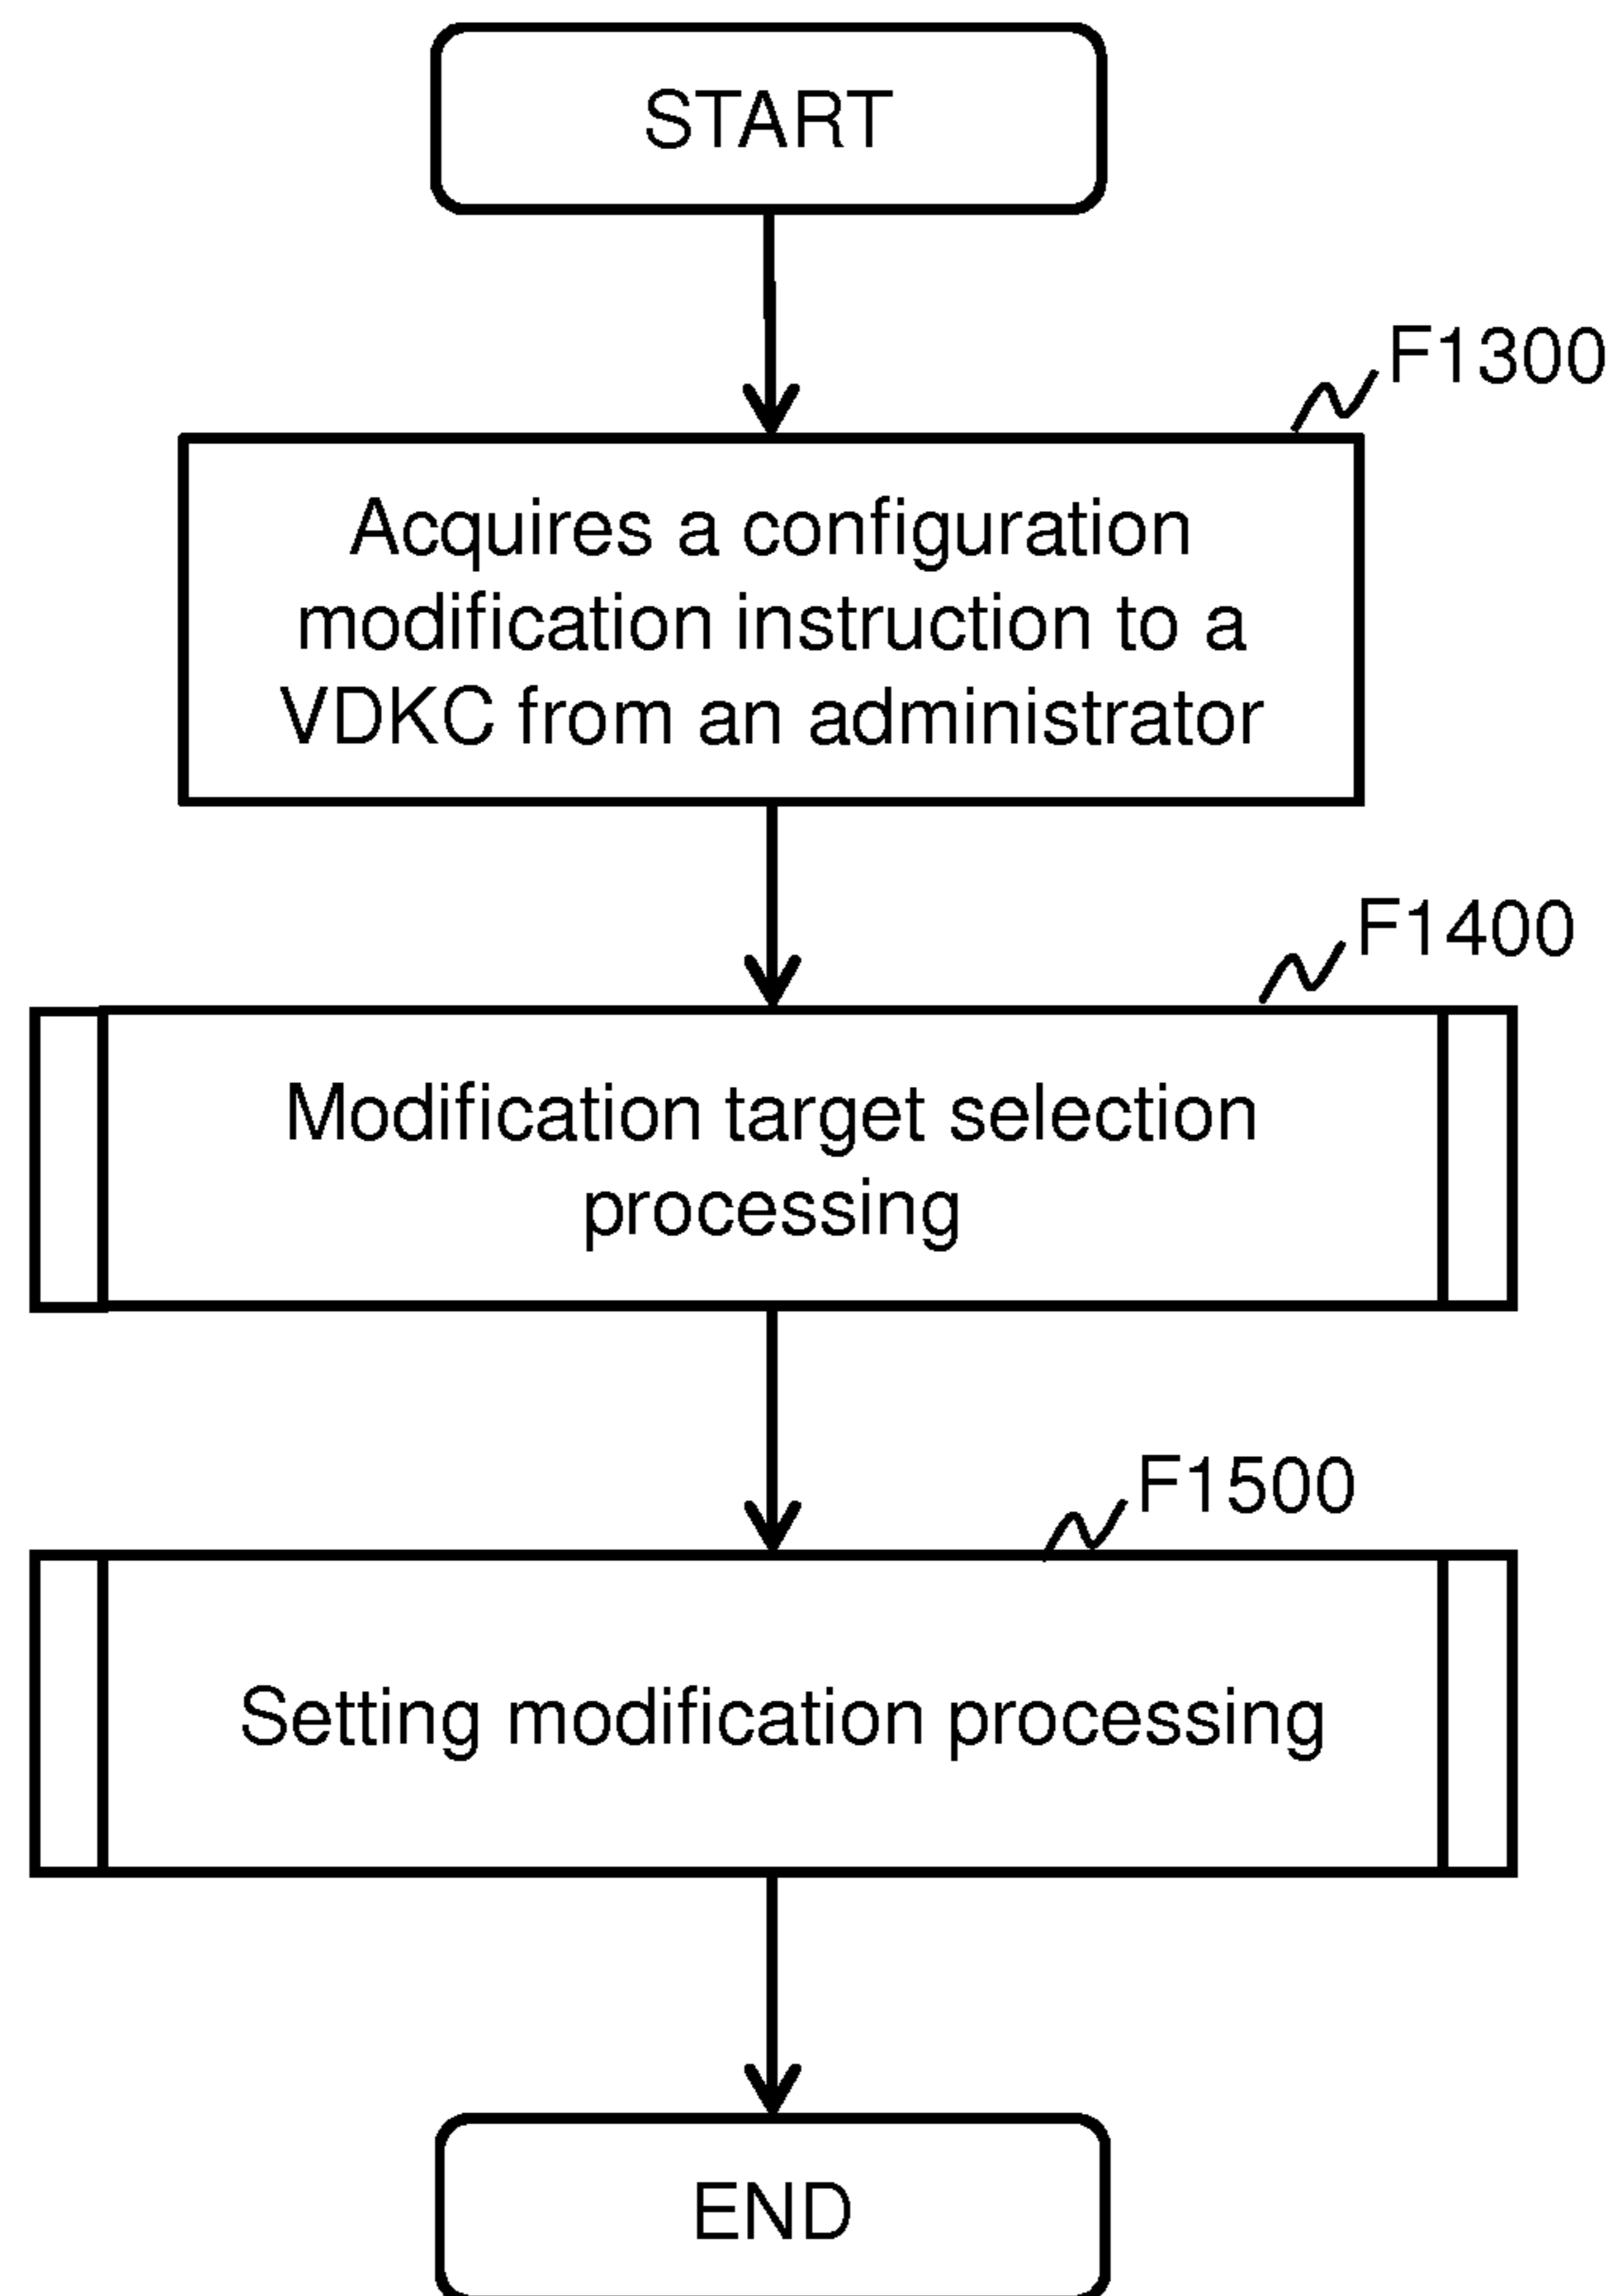 START
F1300
Acquires a configuration
modification instruction to a
VDKC from an administrator
F1400
Modification target selection
processing
F1500
Setting modification processing
END